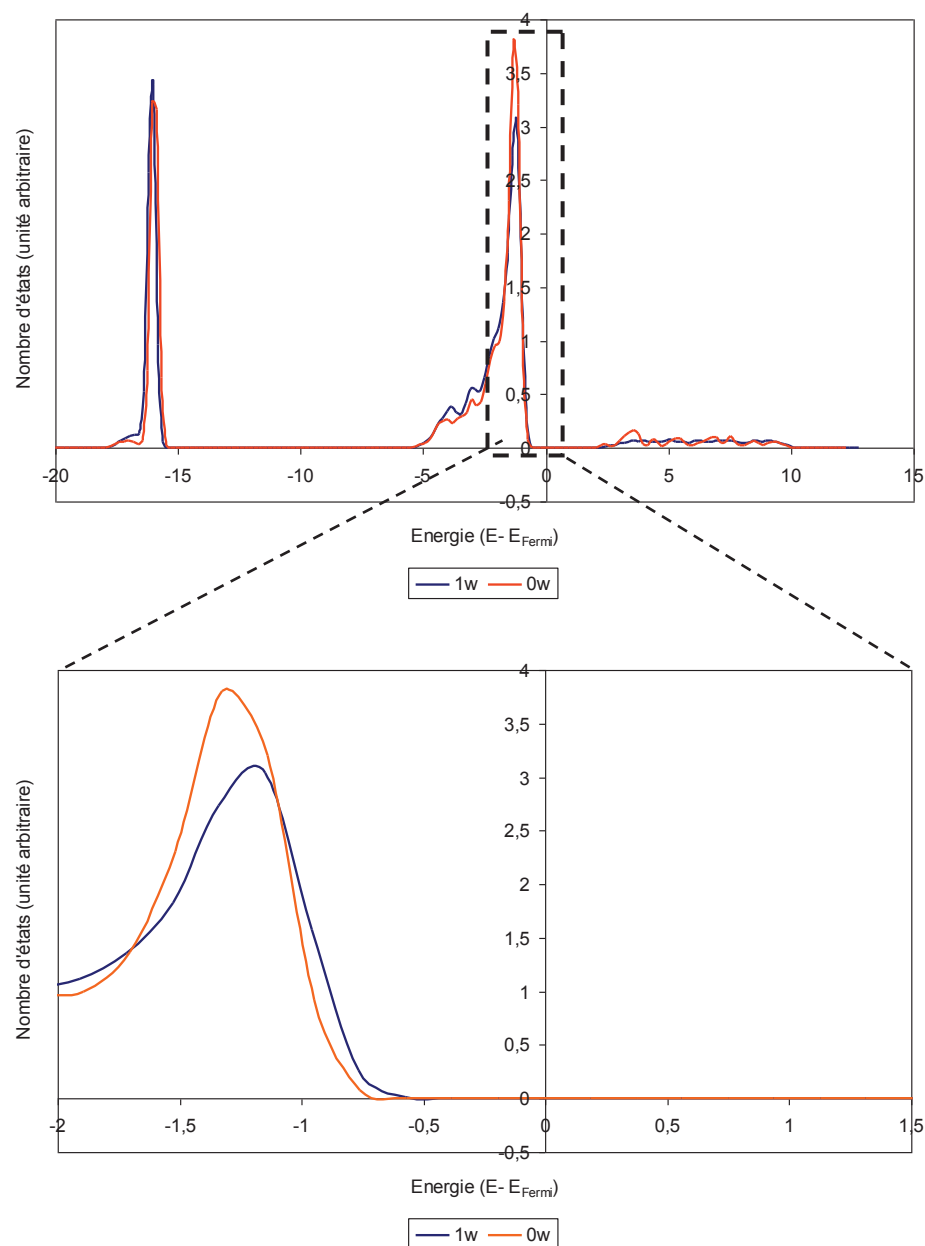 4
3,5
3
2,5
2
1,5
1
0,5
0
-0,5
-20 -15 -10 -5 0 5 10 15
Nombre d'états (unité arbitraire)
Energie (E- EFermi)
1w 0w
4
3,5
3
2,5
2
1,5
1
0,5
0
-0,5
-2 -1,5 -1 -0,5 0 0,5 1 1,5
Nombre d'états (unité arbitraire)
Energie (E- EFermi)
1w 0w